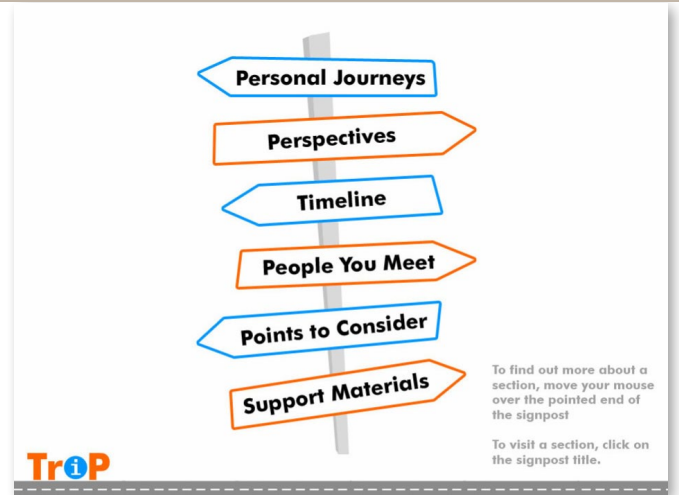 Personal Journeys
Perspectives
Timeline
People You Meet
Points to Consider
Support Materials
To find out more about a
section, move your mouse
over the pointed end of
the signpost
To visit a section, click on
the signpost title.
TriP